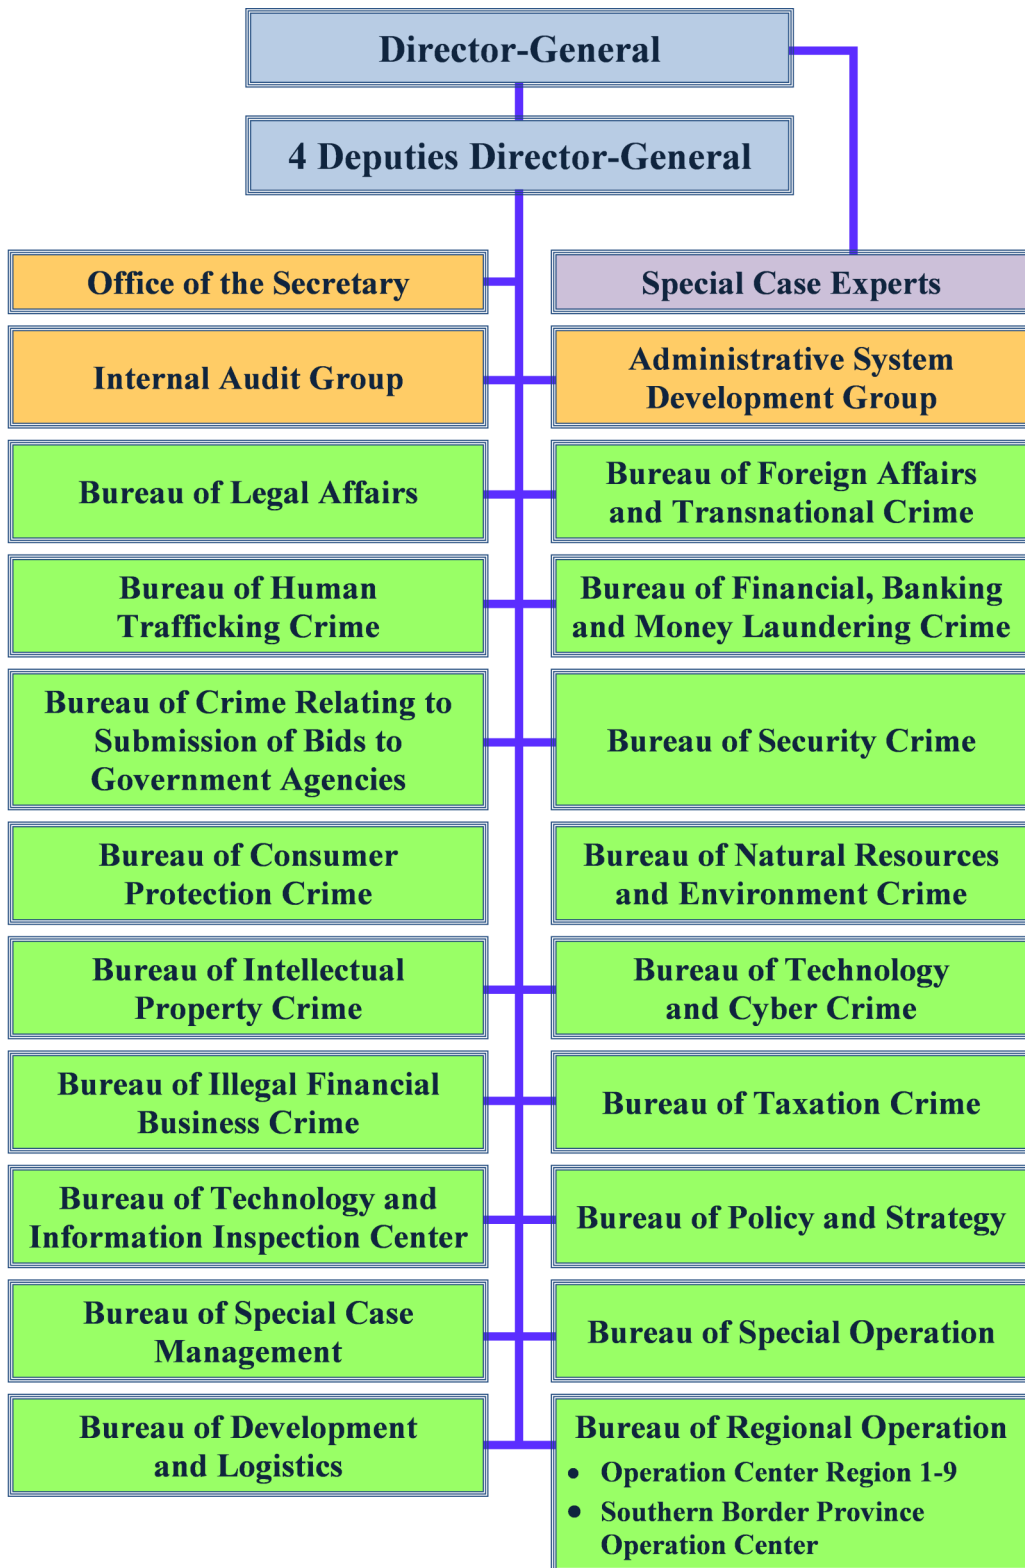 Director-General
4 Deputies Director-General
Office of the Secretary
Special Case Experts
Internal Audit Group
Administrative System
Development Group
Bureau of Legal Affairs
Bureau of Foreign Affairs
and Transnational Crime
Bureau of Human
Trafficking Crime
Bureau of Financial, Banking
and Money Laundering Crime
Bureau of Crime Relating to
Submission of Bids to
Government Agencies
Bureau of Security Crime
Bureau of Consumer
Protection Crime
Bureau of Natural Resources
and Environment Crime
Bureau of Intellectual
Property Crime
Bureau of Technology
and Cyber Crime
Bureau of Illegal Financial
Business Crime
Bureau of Taxation Crime
Bureau of Technology and
Information Inspection Center
Bureau of Policy and Strategy
Bureau of Special Case
Management
Bureau of Special Operation
Bureau of Development
and Logistics
Bureau of Regional Operation
• Operation Center Region 1-9
• Southern Border Province
Operation Center